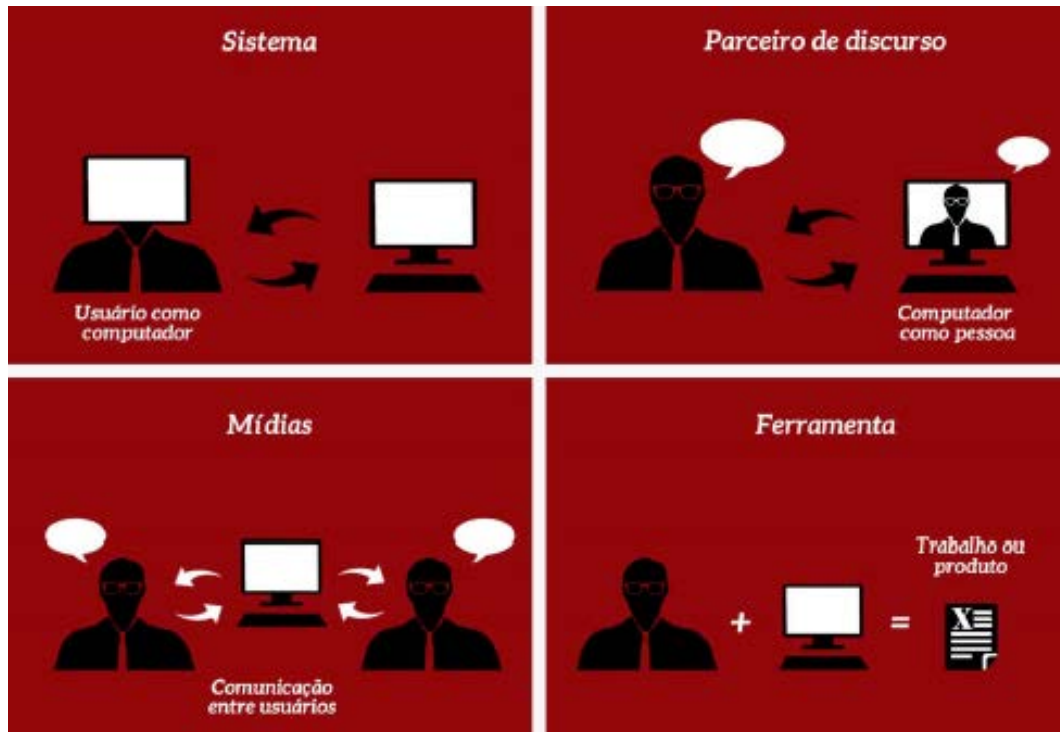 Sistema
Usuário como
computador
Parceiro de discurso
Computador
como pessoa
Mídias
Comunicação
entre usuários
Ferramenta
+
=
Trabalho ou
produto
X